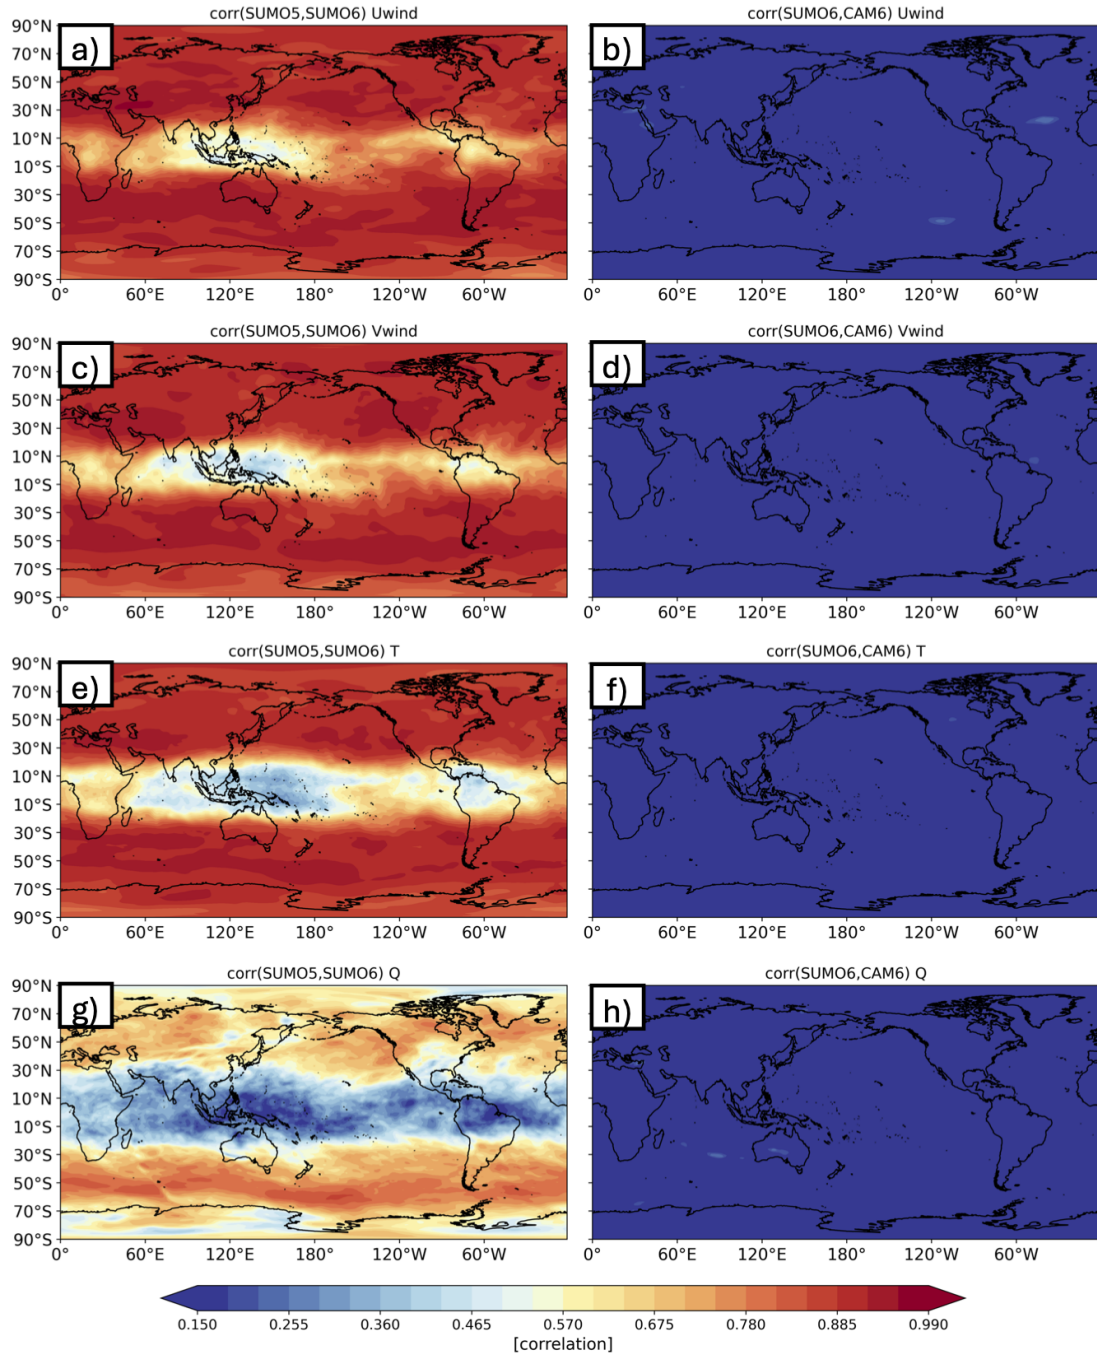 corr(SUMO5,SUMO6) Uwind
corr(SUMO6,CAM6) Uwind
a)
b)
90°N
70°N
50°N
30°N
10°N
10°S
30°S
50°S
70°S
90°S
0° 60°E 120°E 180° 120°W 60°W
0° 60°E 120°E 180° 120°W 60°W
corr(SUMO5,SUMO6) Vwind
corr(SUMO6,CAM6) Vwind
c)
d)
90°N
70°N
50°N
30°N
10°N
10°S
30°S
50°S
70°S
90°S
0° 60°E 120°E 180° 120°W 60°W
0° 60°E 120°E 180° 120°W 60°W
corr(SUMO5,SUMO6) T
corr(SUMO6,CAM6) T
e)
f)
90°N
70°N
50°N
30°N
10°N
10°S
30°S
50°S
70°S
90°S
0° 60°E 120°E 180° 120°W 60°W
0° 60°E 120°E 180° 120°W 60°W
corr(SUMO5,SUMO6) Q
corr(SUMO6,CAM6) Q
g)
h)
90°N
70°N
50°N
30°N
10°N
10°S
30°S
50°S
70°S
90°S
0° 60°E 120°E 180° 120°W 60°W
0° 60°E 120°E 180° 120°W 60°W
0.150 0.255 0.360 0.465 0.570 0.675 0.780 0.885 0.990
[correlation]